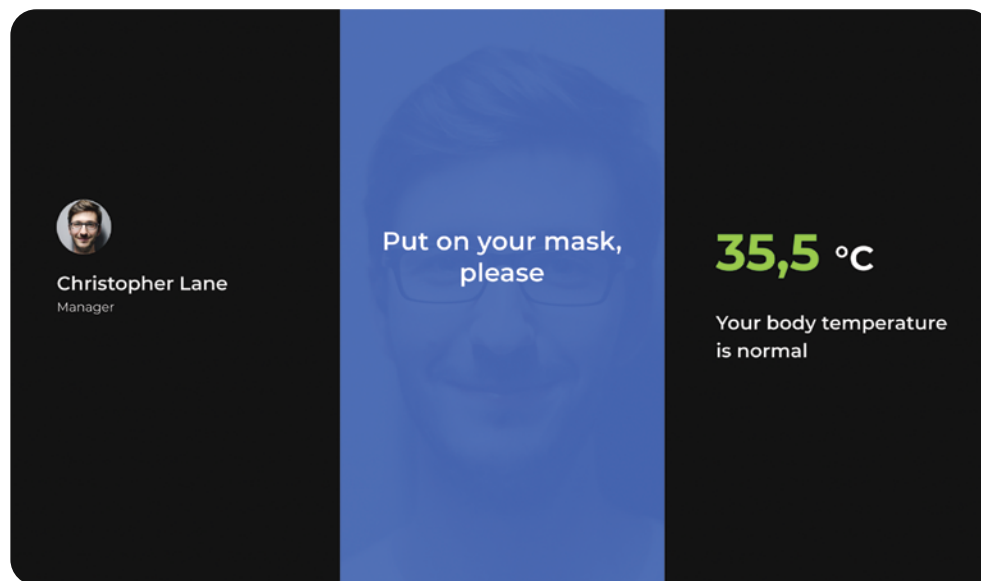 Christopher Lane
Manager
Put on your mask,
please
35,5 °C
Your body temperature
is normal